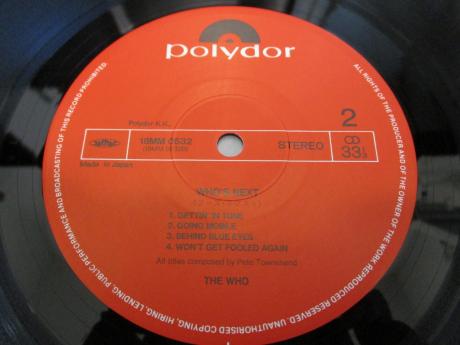 polydor
Polydor K.K.,
2
18MM 0532
STEREO
33 1/3
Made in Japan
WHO'S NEXT
1. GETTIN' IN TUNE
2. GOING MOBILE
3. BEHIND BLUE EYES
4. WON'T GET FOOLED AGAIN
All titles composed by Pete Townshend
THE WHO
ALL RIGHTS OF THE PRODUCER AND OF THE OWNER OF THE WORK REPRODUCED RESERVED. UNAUTHORISED COPYING, HIRING, LENDING, PUBLIC PERFORMANCE AND BROADCASTING OF THIS RECORD PROHIBITED.